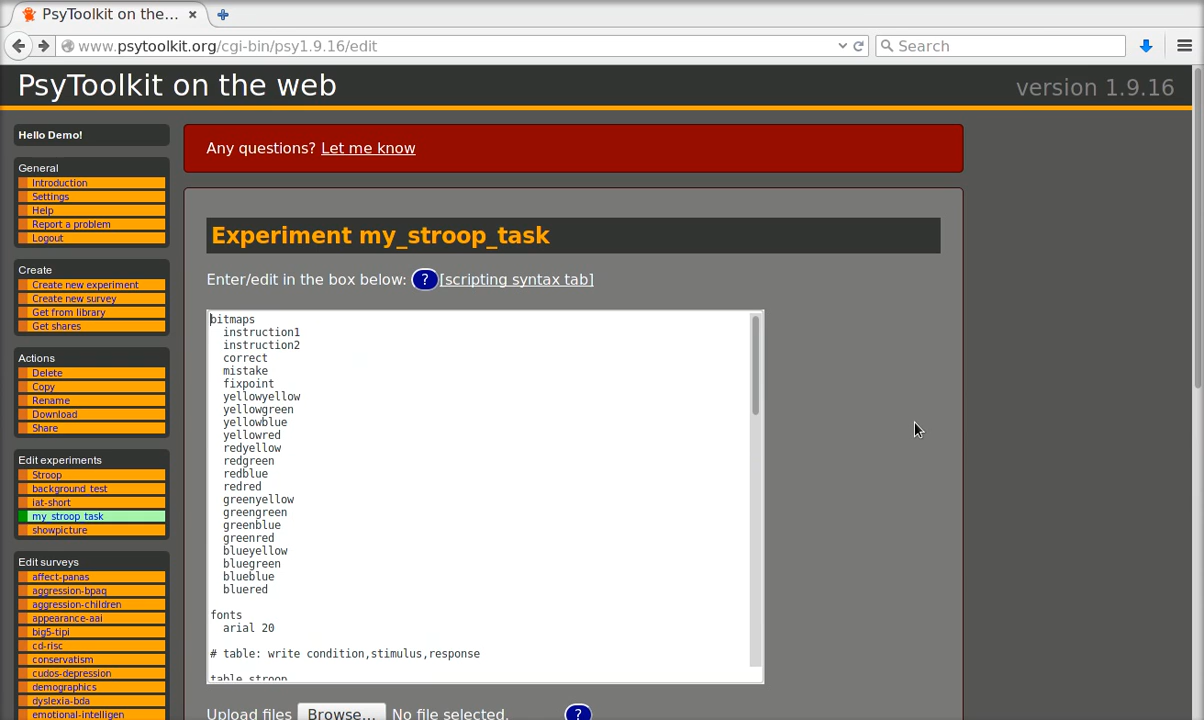 PsyToolkit on the...
www.psytoolkit.org/cgi-bin/psy1.9.16/edit
Search
PsyToolkit on the web
version 1.9.16
Hello Demo!
General
Introduction
Settings
Help
Report a problem
Logout
Create
Create new experiment
Create new survey
Get from library
Get shares
Actions
Delete
Copy
Rename
Download
Share
Edit experiments
Stroop
background_test
iat-short
my_stroop_task
showpicture
Edit surveys
affect-panas
aggression-bpaq
aggression-children
appearance-aai
big5-tipi
cd-risc
conservatism
cudos-depression
demographics
dyslexia-bda
emotional-intelligen
Any questions? Let me know
Experiment my_stroop_task
Enter/edit in the box below: ? [scripting syntax tab]
bitmaps
instruction1
instruction2
correct
mistake
fixpoint
yellowyellow
yellowgreen
yellowblue
yellowred
redyellow
redgreen
redblue
redred
greenyellow
greengreen
greenblue
greenred
blueyellow
bluegreen
blueblue
bluered
fonts
arial 20
# table: write condition,stimulus,response
table stroop
Upload files Browse... No file selected. ?